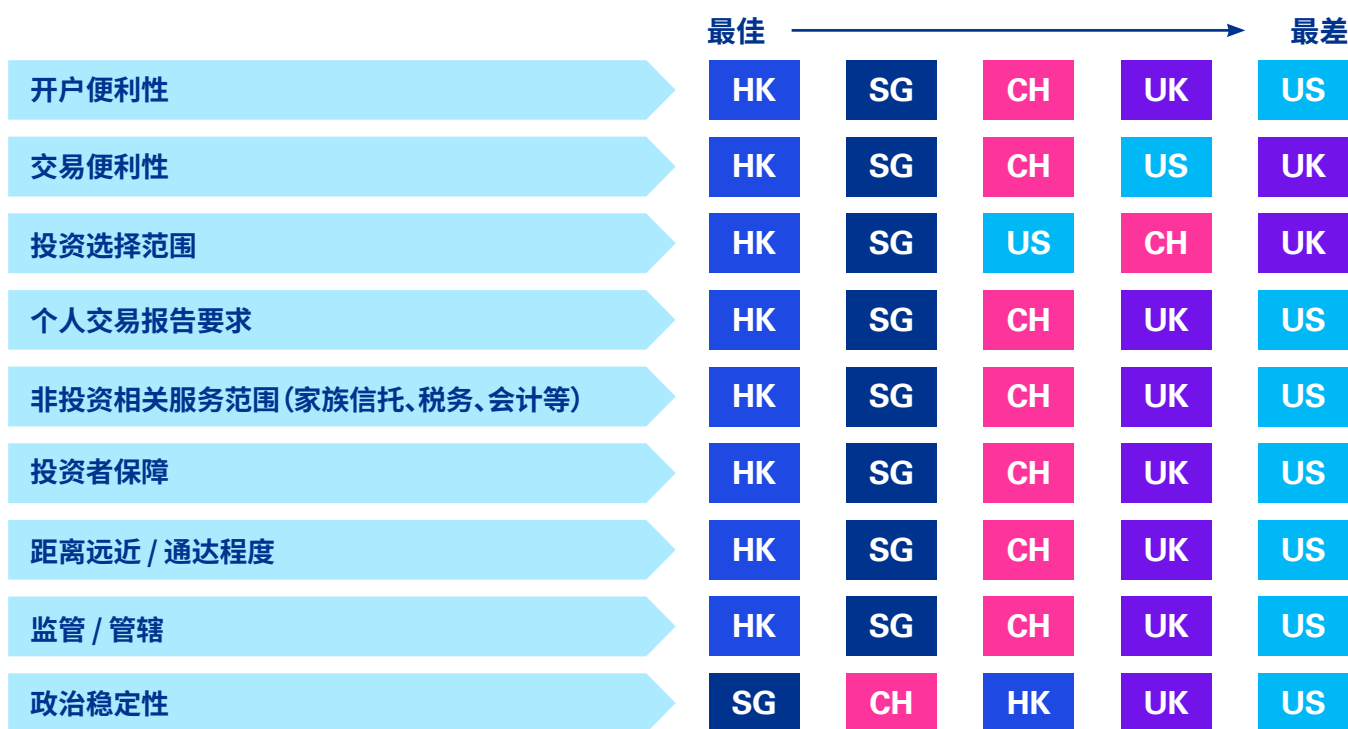 最佳 最差
开户便利性 HK SG CH UK US
交易便利性 HK SG CH US UK
投资选择范围 HK SG US CH UK
个人交易报告要求 HK SG CH UK US
非投资相关服务范围(家族信托、税务、会计等) HK SG CH UK US
投资者保障 HK SG CH UK US
距离远近 / 通达程度 HK SG CH UK US
监管 / 管辖 HK SG CH UK US
政治稳定性 SG CH HK UK US